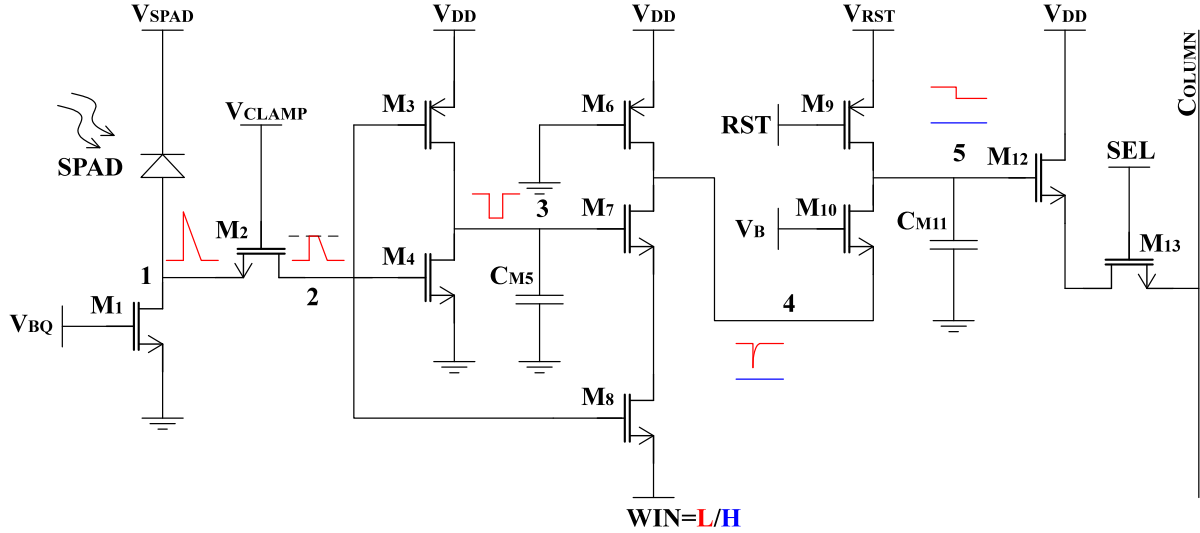 VSPAD
VDD
VDD
VRST
VDD
COLUMN
M3
M6
M9
VCLAMP
RST
5
M12
SEL
SPAD
M2
3
M7
M10
VB
CM11
M13
1
M4
CM5
2
M1
VBQ
4
M8
WIN=L/H